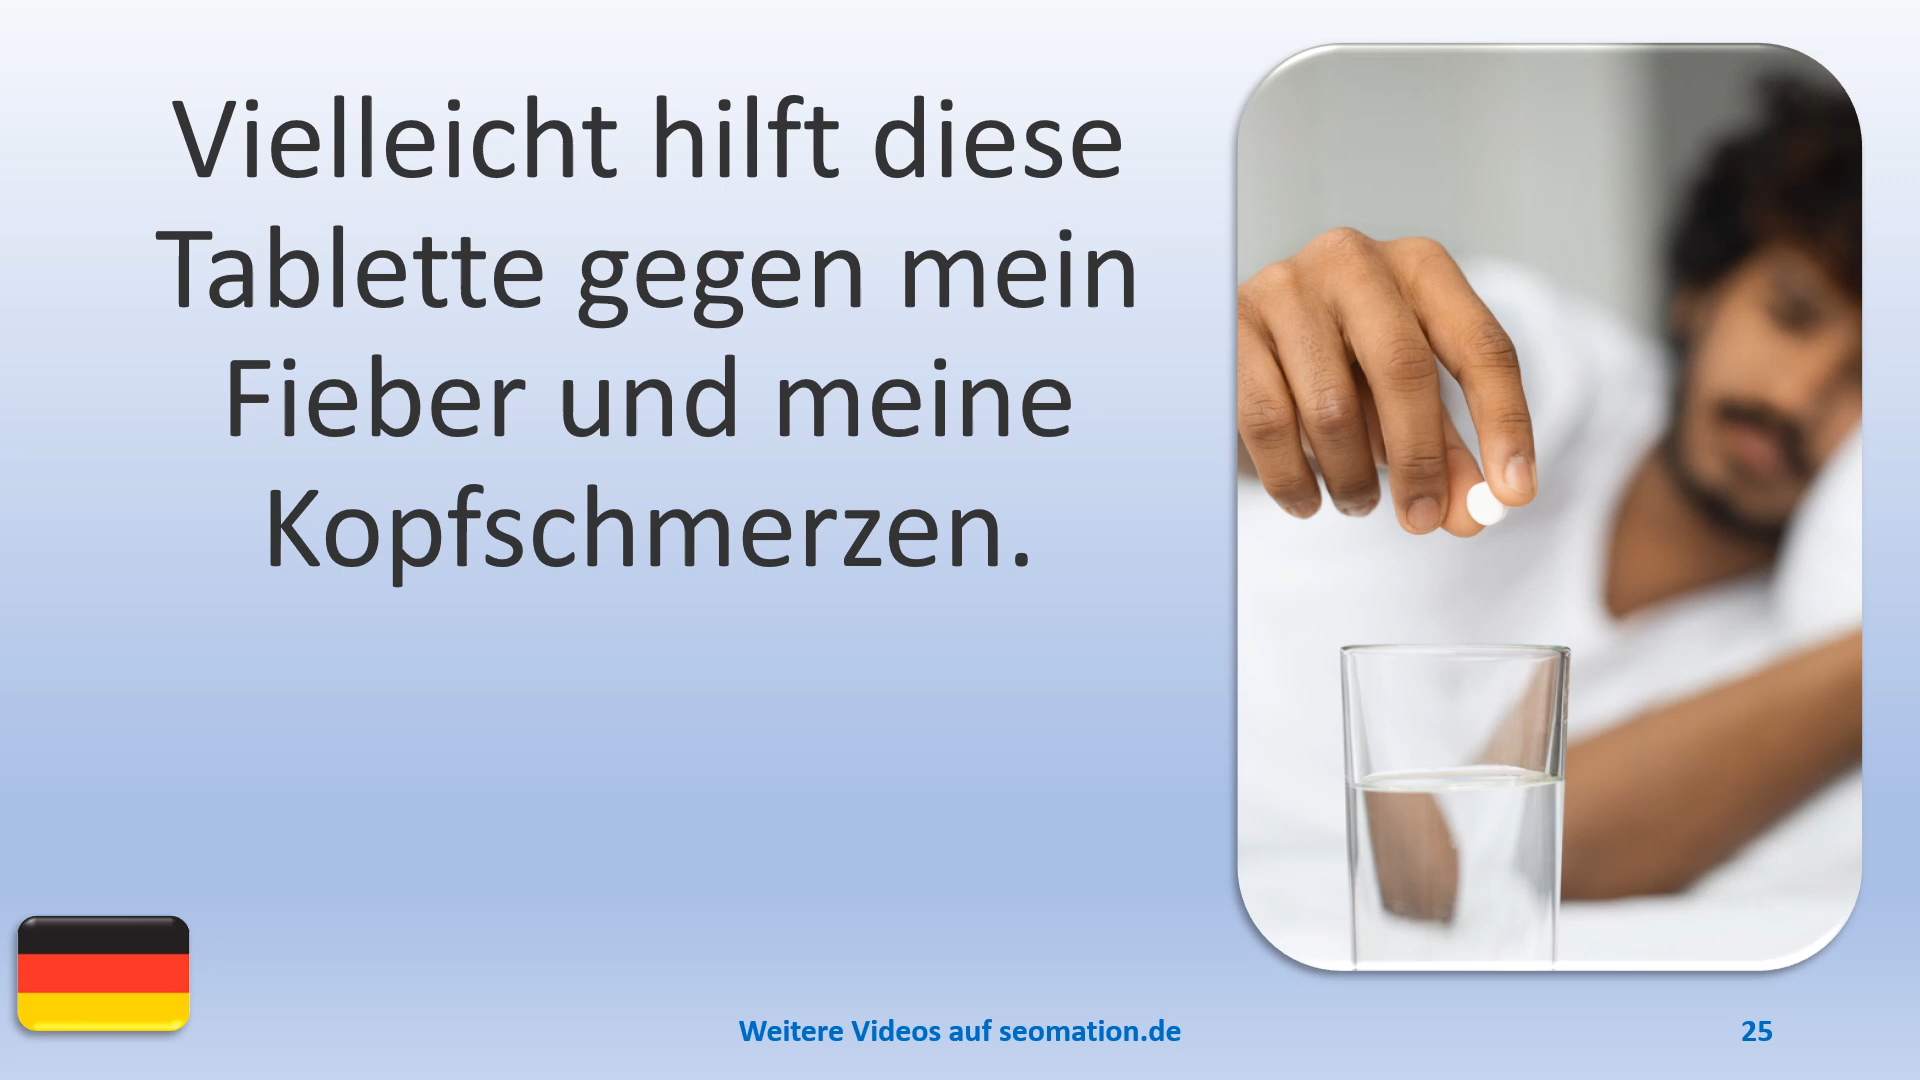 Vielleicht hilft diese
Tablette gegen mein
Fieber und meine
Kopfschmerzen.
Weitere Videos auf seomation.de
25